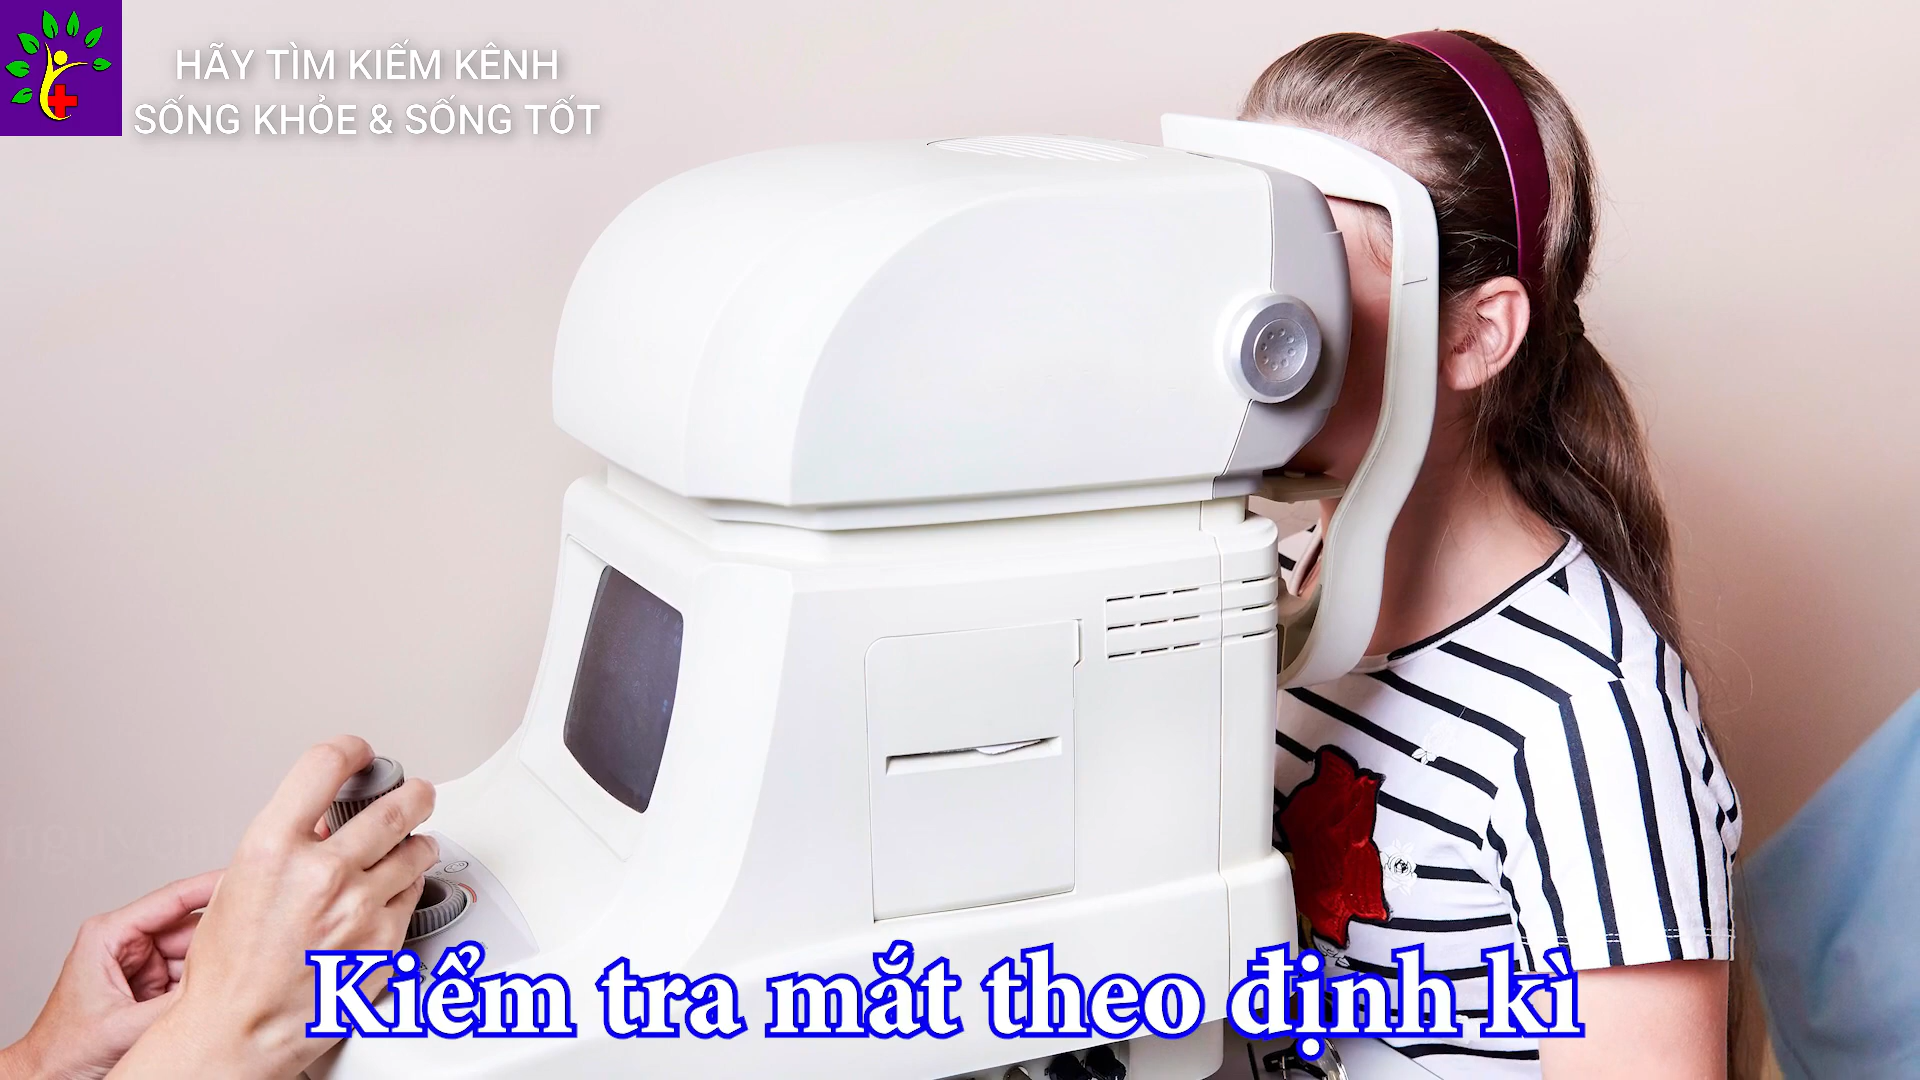 HÃY TÌM KIẾM KÊNH
SỐNG KHỎE & SỐNG TỐT
Kiểm tra mắt theo định kì